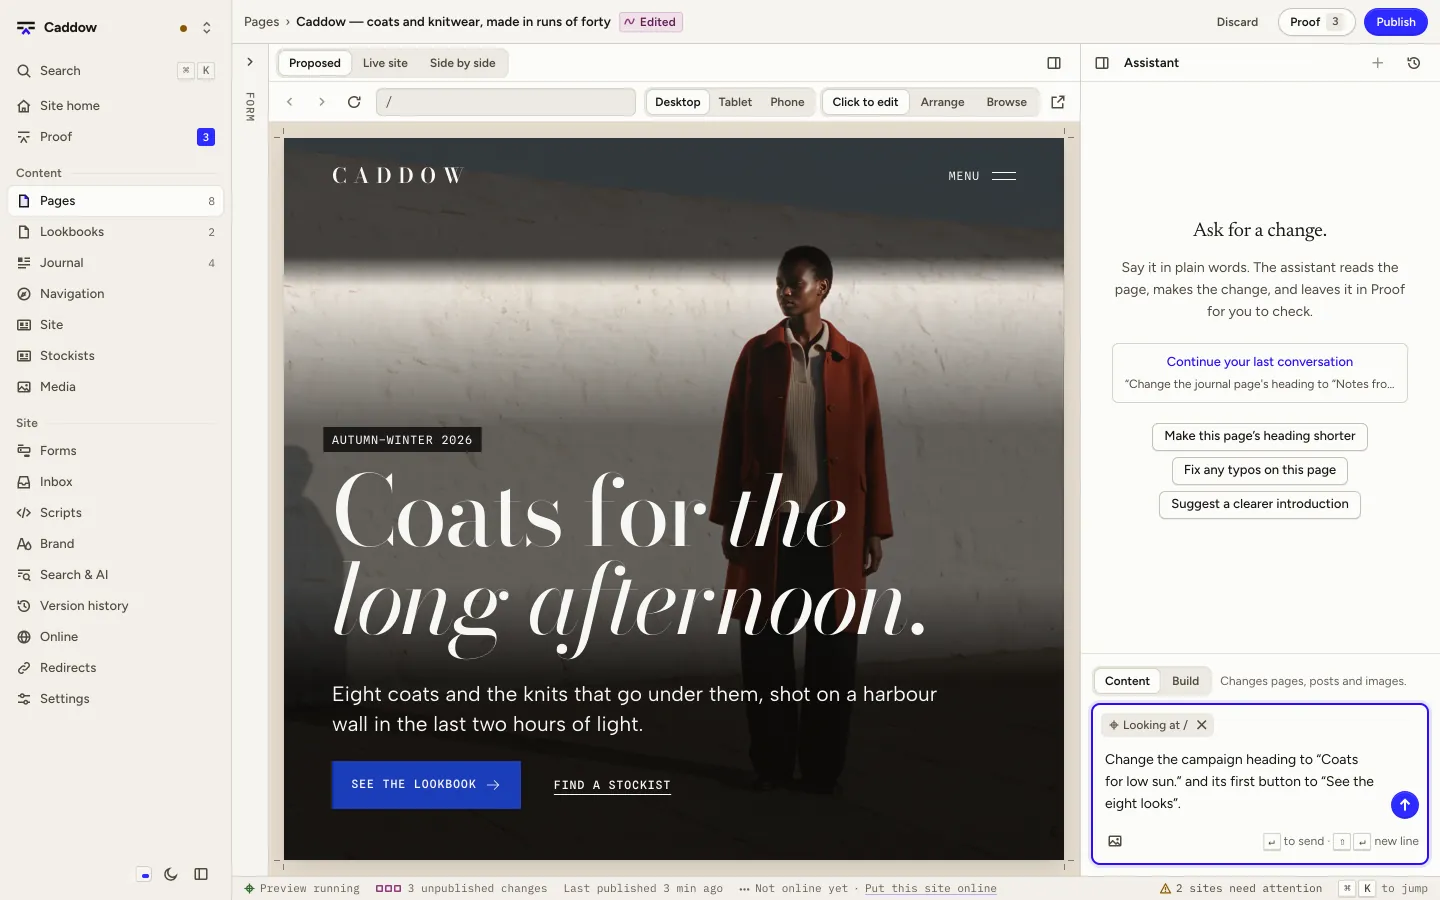 Caddow
Search ⌘ K
Site home
Proof 3
Content
Pages 8
Lookbooks 2
Journal 4
Navigation
Site
Stockists
Media
Site
Forms
Inbox
Scripts
Brand
Search & AI
Version history
Online
Redirects
Settings
Pages › Caddow — coats and knitwear, made in runs of forty Edited
Discard Proof 3 Publish
FORM
Proposed Live site Side by side
/ Desktop Tablet Phone Click to edit Arrange Browse
CADDOW
MENU
AUTUMN–WINTER 2026
Coats for the
long afternoon.
Eight coats and the knits that go under them, shot on a harbour
wall in the last two hours of light.
SEE THE LOOKBOOK → FIND A STOCKIST
Assistant
Ask for a change.
Say it in plain words. The assistant reads the
page, makes the change, and leaves it in Proof
for you to check.
Continue your last conversation
“Change the journal page's heading to “Notes fro…
Make this page’s heading shorter
Fix any typos on this page
Suggest a clearer introduction
Content Build Changes pages, posts and images.
Looking at /
Change the campaign heading to “Coats
for low sun.” and its first button to “See the
eight looks”.
↵ to send · ⇧ ↵ new line
Preview running 3 unpublished changes Last published 3 min ago Not online yet · Put this site online 2 sites need attention ⌘ K to jump